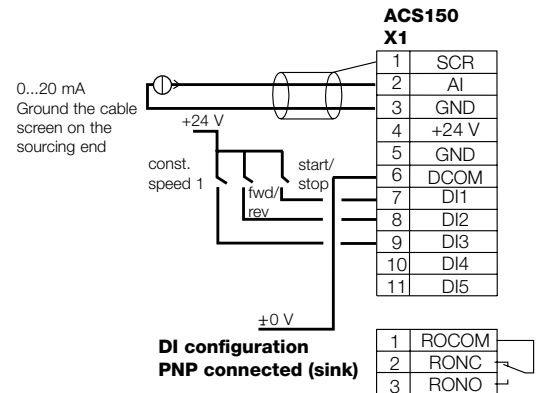 ACS150
X1
1 SCR
2 AI
3 GND
4 +24 V
5 GND
6 DCOM
7 DI1
8 DI2
9 DI3
10 DI4
11 DI5
0...20 mA
Ground the cable
screen on the
sourcing end
+24 V
const.
speed 1
fwd/
rev
start/
stop
±0 V
DI configuration
PNP connected (sink)
1 ROCOM
2 RONC
3 RONO